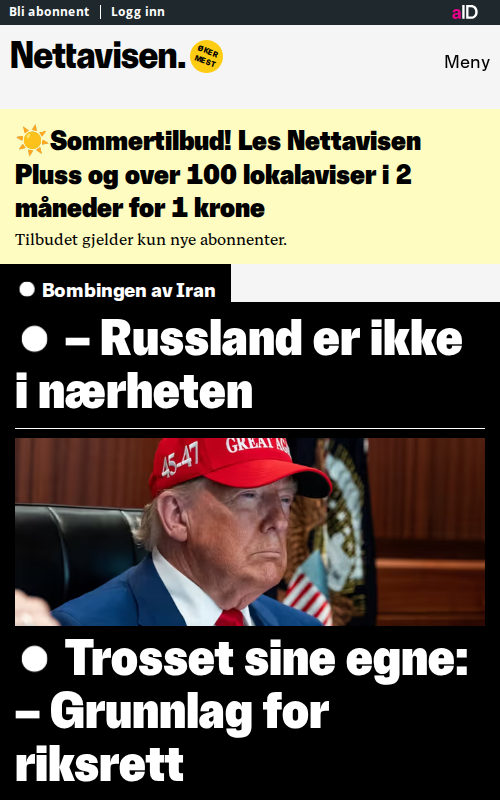 Bli abonnent | Logg inn
aID
Nettavisen.
ØKER
MEST
Meny
☀️Sommertilbud! Les Nettavisen
Pluss og over 100 lokalaviser i 2
måneder for 1 krone
Tilbudet gjelder kun nye abonnenter.
Bombingen av Iran
– Russland er ikke
i nærheten
GREAT AG
45-47
Trosset sine egne:
– Grunnlag for
riksrett